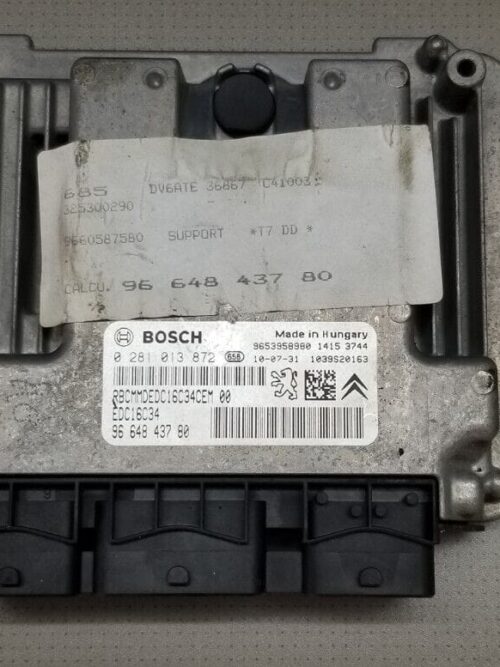 685 DV6ATE 36867 C41003
325300290
9660587580 SUPPORT *T7 DD *
CALCU. 96 648 437 80
BOSCH Made in Hungary
9653958980 1415 3744
0 281 013 872 656 10-07-31 1039S20163
RBCMMDEDC16C34CEM 00
EDC16C34
96 648 437 80